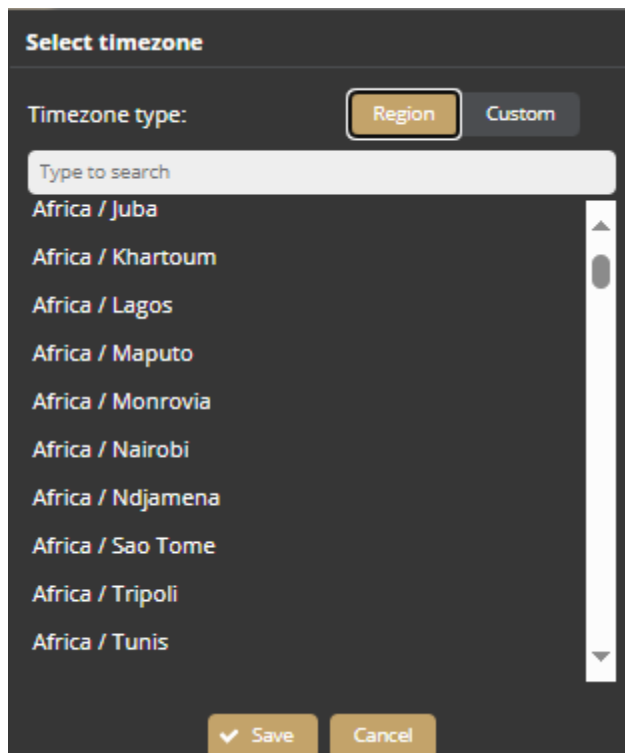 Select timezone
Timezone type: Region Custom
Type to search
Africa / Juba
Africa / Khartoum
Africa / Lagos
Africa / Maputo
Africa / Monrovia
Africa / Nairobi
Africa / Ndjamena
Africa / Sao Tome
Africa / Tripoli
Africa / Tunis
Save Cancel